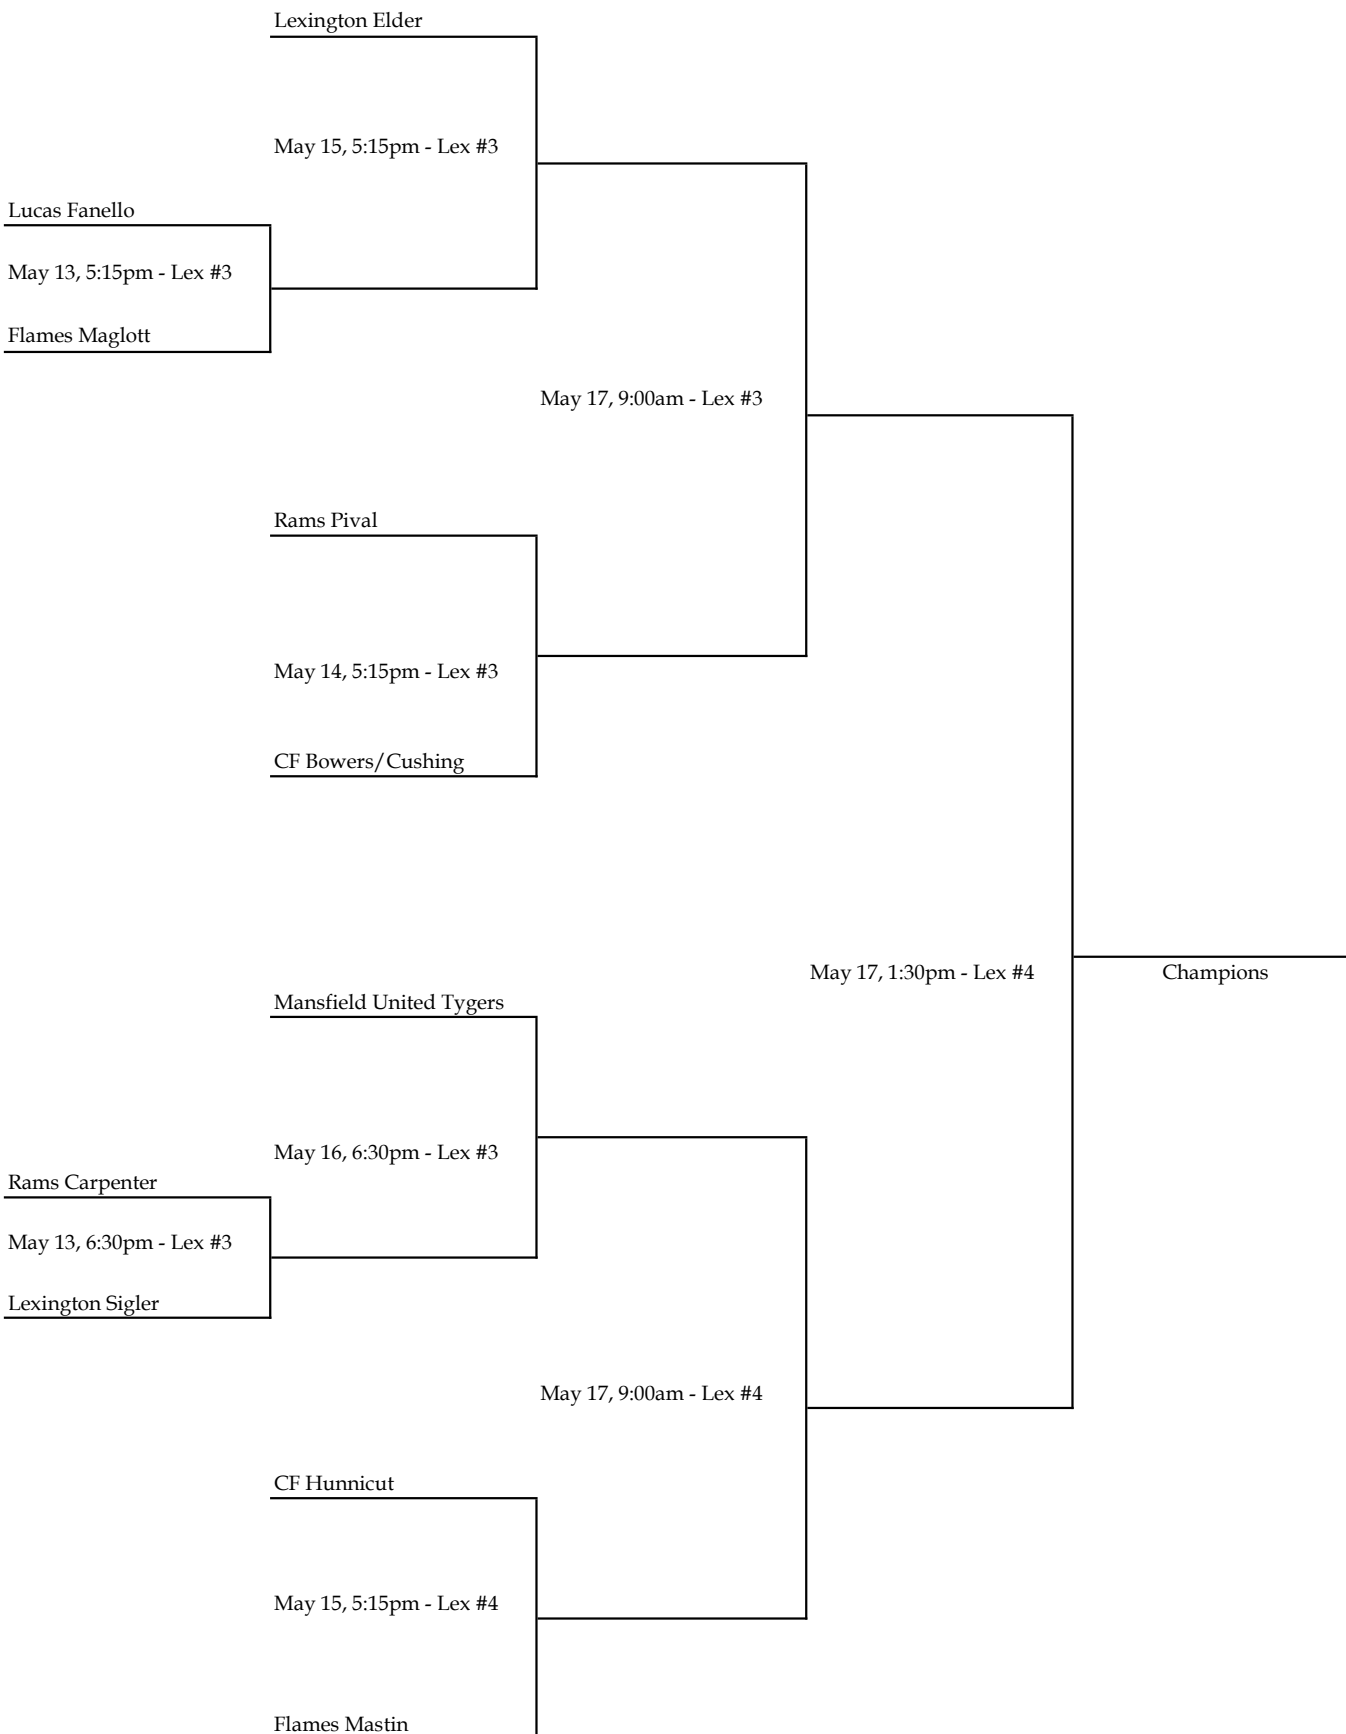 Lexington Elder
May 15, 5:15pm - Lex #3
Lucas Fanello
May 13, 5:15pm - Lex #3
Flames Maglott
May 17, 9:00am - Lex #3
Rams Pival
May 14, 5:15pm - Lex #3
CF Bowers/Cushing
May 17, 1:30pm - Lex #4
Champions
Mansfield United Tygers
May 16, 6:30pm - Lex #3
Rams Carpenter
May 13, 6:30pm - Lex #3
Lexington Sigler
May 17, 9:00am - Lex #4
CF Hunnicut
May 15, 5:15pm - Lex #4
Flames Mastin